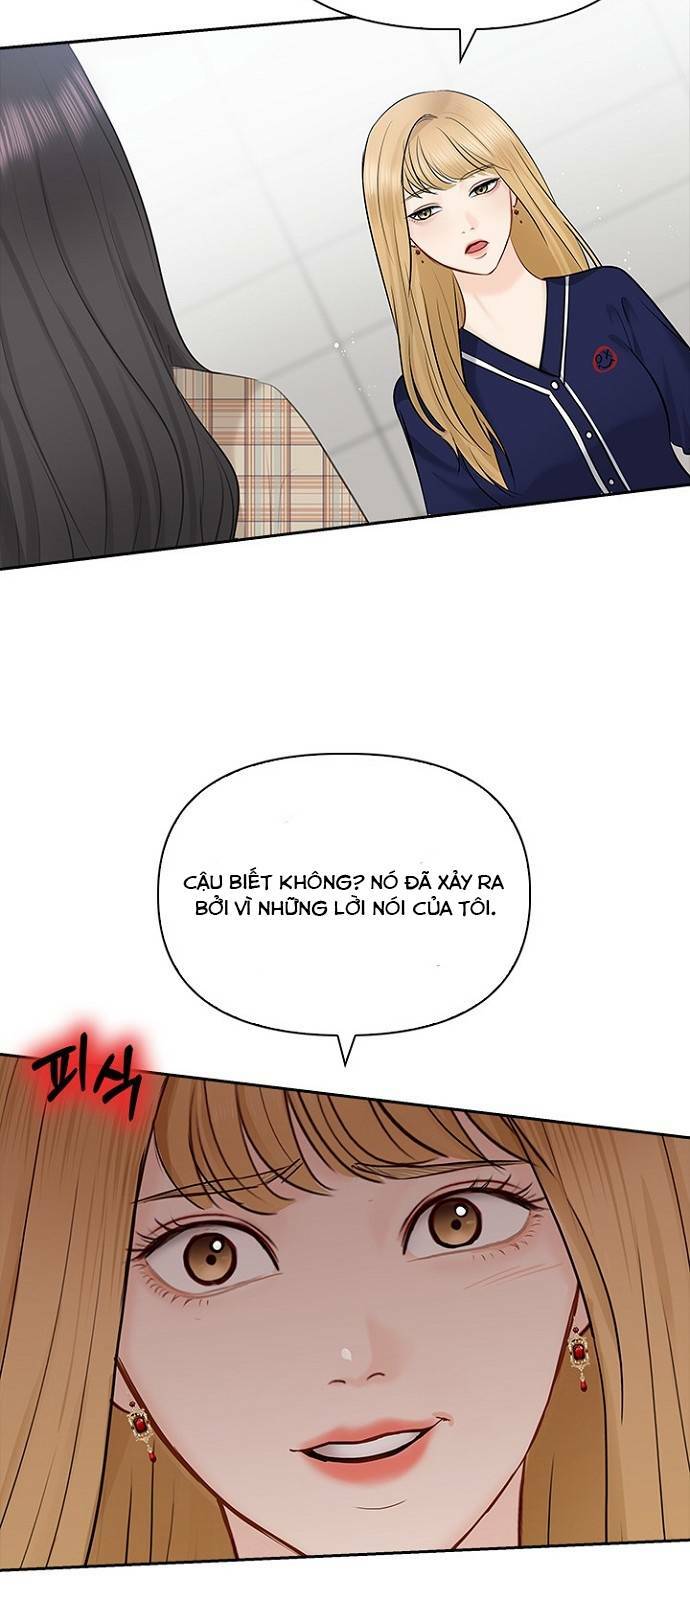 CẬU BIẾT KHÔNG? NÓ ĐÃ XẢY RA
BỞI VÌ NHỮNG LỜI NÓI CỦA TÔI.
피식